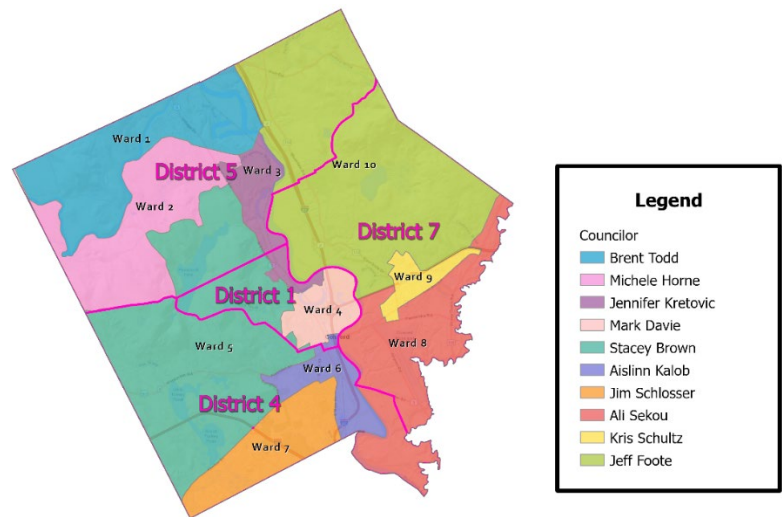 Ward 1
District 5
Ward 3
Ward 10
Ward 2
District 7
Ward 9
District 1
Ward 4
Ward 5
Ward 8
Ward 6
District 4
Ward 7
Legend
Councilor
Brent Todd
Michele Horne
Jennifer Kretovic
Mark Davie
Stacey Brown
Aislinn Kalob
Jim Schlosser
Ali Sekou
Kris Schultz
Jeff Foote